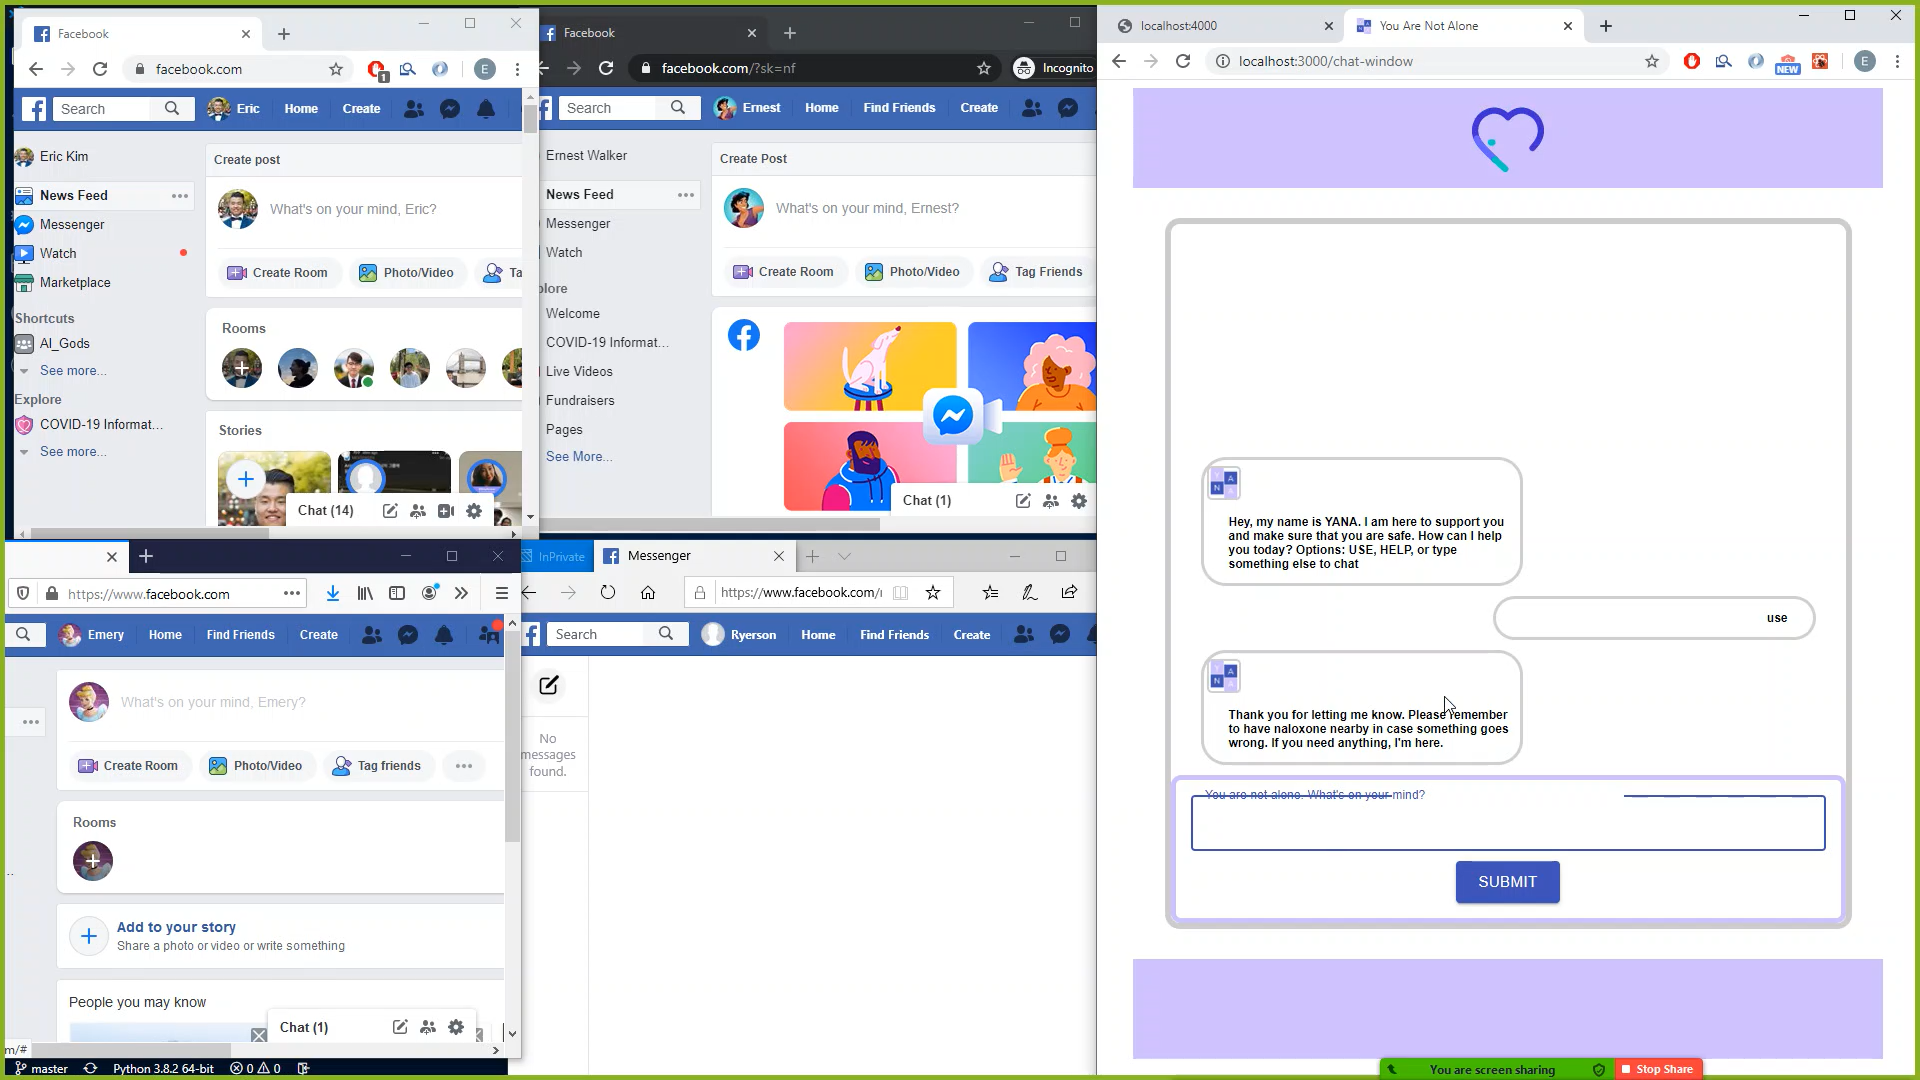 Facebook
facebook.com
1
E
Search
Eric
Home
Create
Eric Kim
News Feed
Messenger
Watch
Marketplace
Shortcuts
AI_Gods
See more...
Explore
COVID-19 Informat...
See more...
Create post
What's on your mind, Eric?
Create Room
Photo/Video
Ta
Rooms
Stories
Chat (14)
Facebook
facebook.com/?sk=nf
Incognito
Search
Ernest
Home
Find Friends
Create
Ernest Walker
News Feed
Messenger
Watch
plore
Welcome
COVID-19 Informat...
Live Videos
Fundraisers
Pages
See More...
Create Post
What's on your mind, Ernest?
Create Room
Photo/Video
Tag Friends
Chat (1)
https://www.facebook.com
Emery
Home
Find Friends
Create
What's on your mind, Emery?
Create Room
Photo/Video
Tag friends
Rooms
Add to your story
Share a photo or video or write something
People you may know
Chat (1)
m/#
master
Python 3.8.2 64-bit
0
0
InPrivate
Messenger
https://www.facebook.com/
Search
Ryerson
Home
Find Friends
Create
No
messages
found.
localhost:4000
You Are Not Alone
localhost:3000/chat-window
NEW
E
Y A
N A
Hey, my name is YANA. I am here to support you
and make sure that you are safe. How can I help
you today? Options: USE, HELP, or type
something else to chat
use
Y A
N A
Thank you for letting me know. Please remember
to have naloxone nearby in case something goes
wrong. If you need anything, I'm here.
You are not alone. What's on your mind?
SUBMIT
You are screen sharing
Stop Share